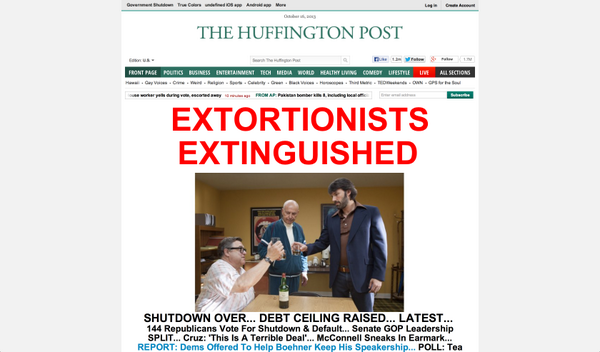 Government Shutdown True Colors undefined iOS app Android app More Log in Create Account
October 16, 2013
THE HUFFINGTON POST
Edition: U.S. Search The Huffington Post Like 1.2m Follow Follow
FRONT PAGE POLITICS BUSINESS ENTERTAINMENT TECH MEDIA WORLD HEALTHY LIVING COMEDY LIFESTYLE LIVE ALL SECTIONS
Hawaii Gay Voices Crime Weird Religion Sports Celebrity Green Black Voices Horoscopes Third Metric TEDWeekends OWN GPS for the Soul
use worker yells during vote, escorted away 10 minutes ago FROM AP: Pakistan bomber kills 8, including local offic Enter email address Subscribe
EXTORTIONISTS
EXTINGUISHED
SHUTDOWN OVER... DEBT CEILING RAISED... LATEST...
144 Republicans Vote For Shutdown & Default... Senate GOP Leadership
SPLIT... Cruz: 'This Is A Terrible Deal'... McConnell Sneaks In Earmark...
REPORT: Dems Offered To Help Boehner Keep His Speakership... POLL: Tea